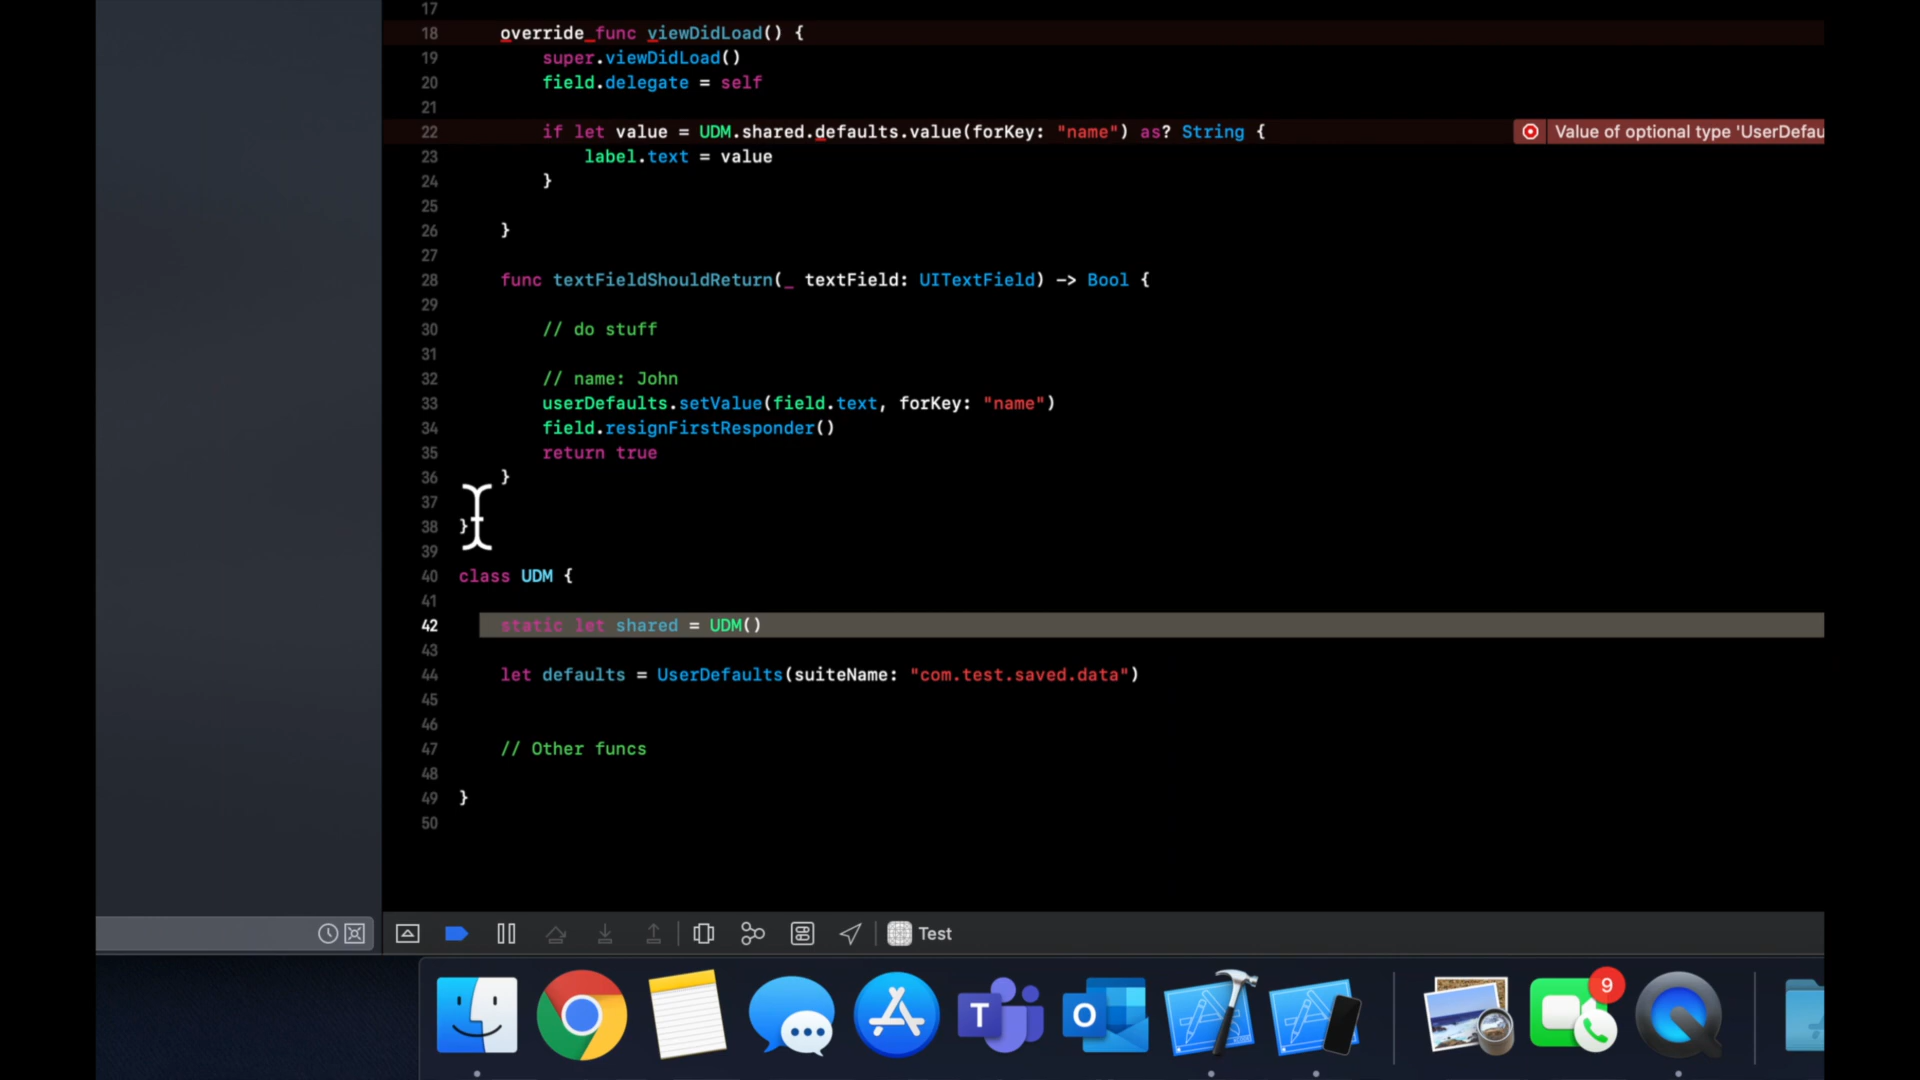 17
18 override func viewDidLoad() {
19 super.viewDidLoad()
20 field.delegate = self
21
22 if let value = UDM.shared.defaults.value(forKey: "name") as? String {
Value of optional type 'UserDefau
23 label.text = value
24 }
25
26 }
27
28 func textFieldShouldReturn(_ textField: UITextField) -> Bool {
29
30 // do stuff
31
32 // name: John
33 userDefaults.setValue(field.text, forKey: "name")
34 field.resignFirstResponder()
35 return true
36 }
37
38 }
39
40 class UDM {
41
42 static let shared = UDM()
43
44 let defaults = UserDefaults(suiteName: "com.test.saved.data")
45
46
47 // Other funcs
48
49 }
50
Test
T
O
9